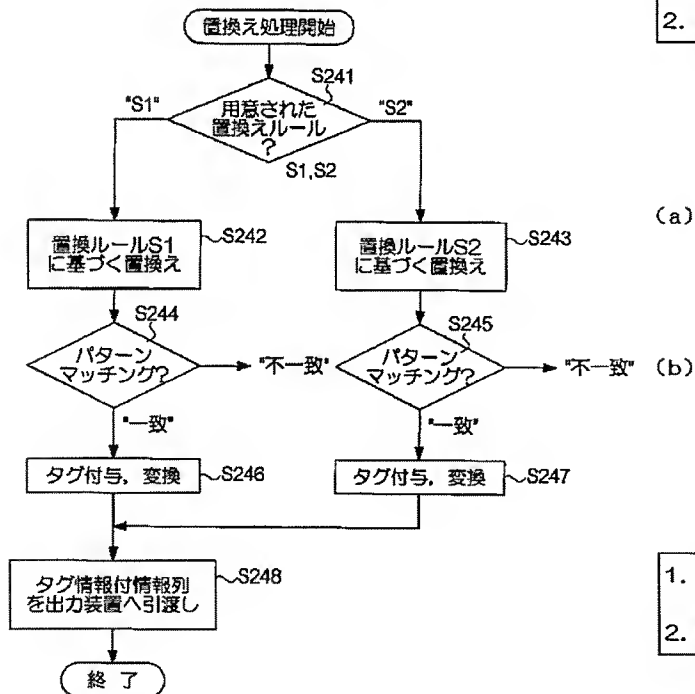 置換え処理開始
S241
"S1"
用意された
置換えルール
?
"S2"
S1,S2
置換ルールS1
に基づく置換え
S242
置換ルールS2
に基づく置換え
S243
S244
パターン
マッチング?
"不一致"
S245
パターン
マッチング?
"不一致"
"一致"
"一致"
タグ付与, 変換
S246
タグ付与, 変換
S247
タグ情報付情報列
を出力装置へ引渡し
S248
終 了
2.
(a)
(b)
1.
2.